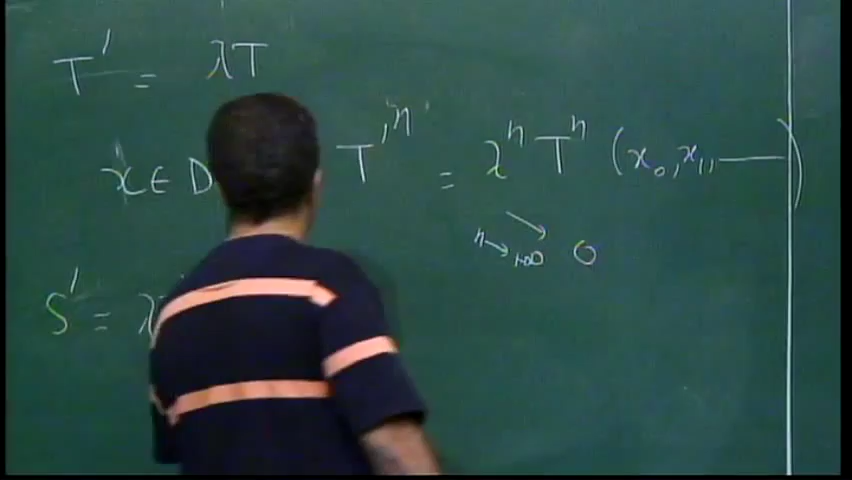 T' = λT
x ∈ D T'ⁿ = λⁿ Tⁿ (x₀, x₁, —)
n → +∞ → 0
S' = λ